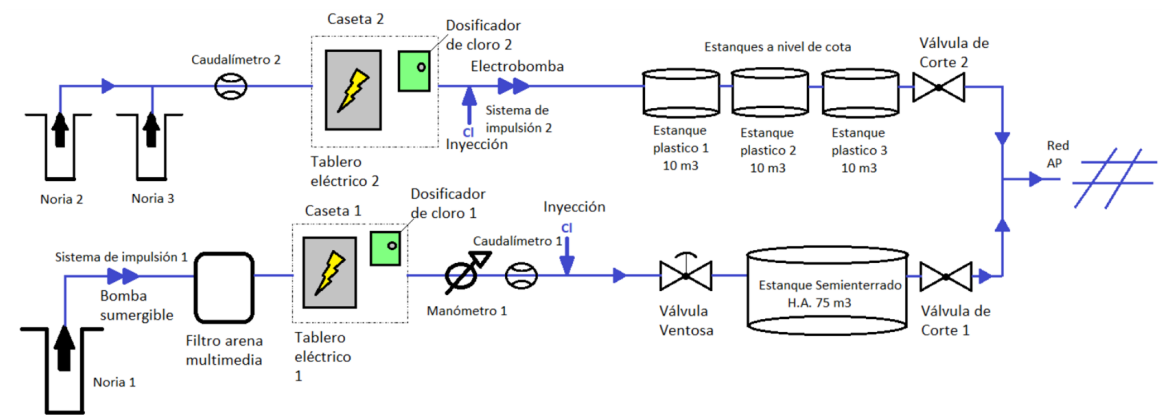 Caseta 2
Dosificador
de cloro 2
Caudalímetro 2
Electrobomba
Estanques a nivel de cota
Válvula de
Corte 2
Sistema de
impulsión 2
Cl
Inyección
Estanque
plastico 1
10 m3
Estanque
plastico 2
10 m3
Estanque
plastico 3
10 m3
Red
AP
Noria 2
Noria 3
Tablero
eléctrico 2
Caseta 1
Dosificador
de cloro 1
Inyección
Cl
Sistema de impulsión 1
Bomba
sumergible
Caudalímetro 1
Manómetro 1
Estanque Semienterrado
H.A. 75 m3
Válvula
Ventosa
Válvula de
Corte 1
Filtro arena
multimedia
Tablero
eléctrico
1
Noria 1